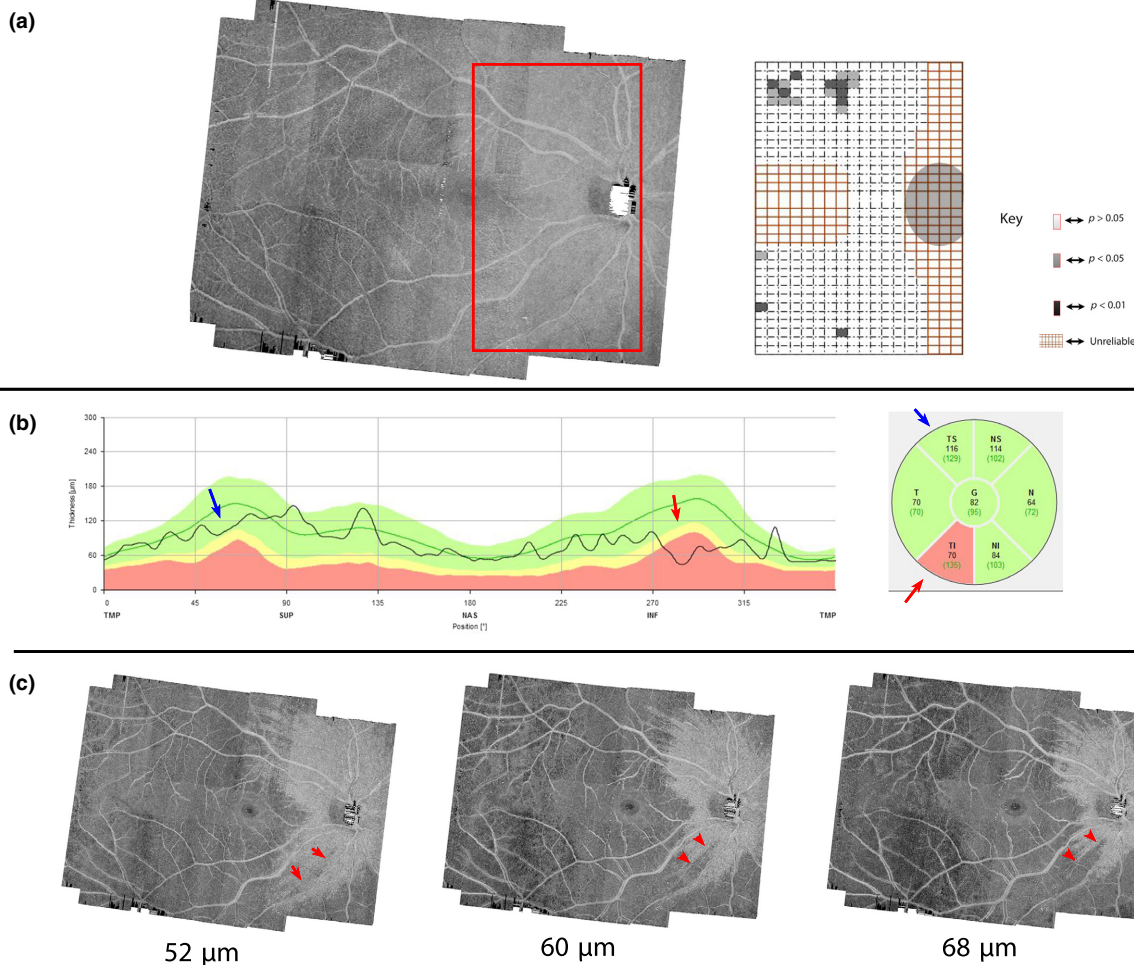 (a)
Key
p > 0.05
p < 0.05
p < 0.01
Unreliable
(b)
300
240
180
120
60
0
Thickness [µm]
0 45 90 135 180 225 270 315
TMP SUP NAS INF TMP
Position [°]
TS
116
(129)
NS
114
(102)
T
70
(70)
G
82
(95)
N
64
(72)
TI
70
(135)
NI
84
(103)
(c)
52 µm
60 µm
68 µm